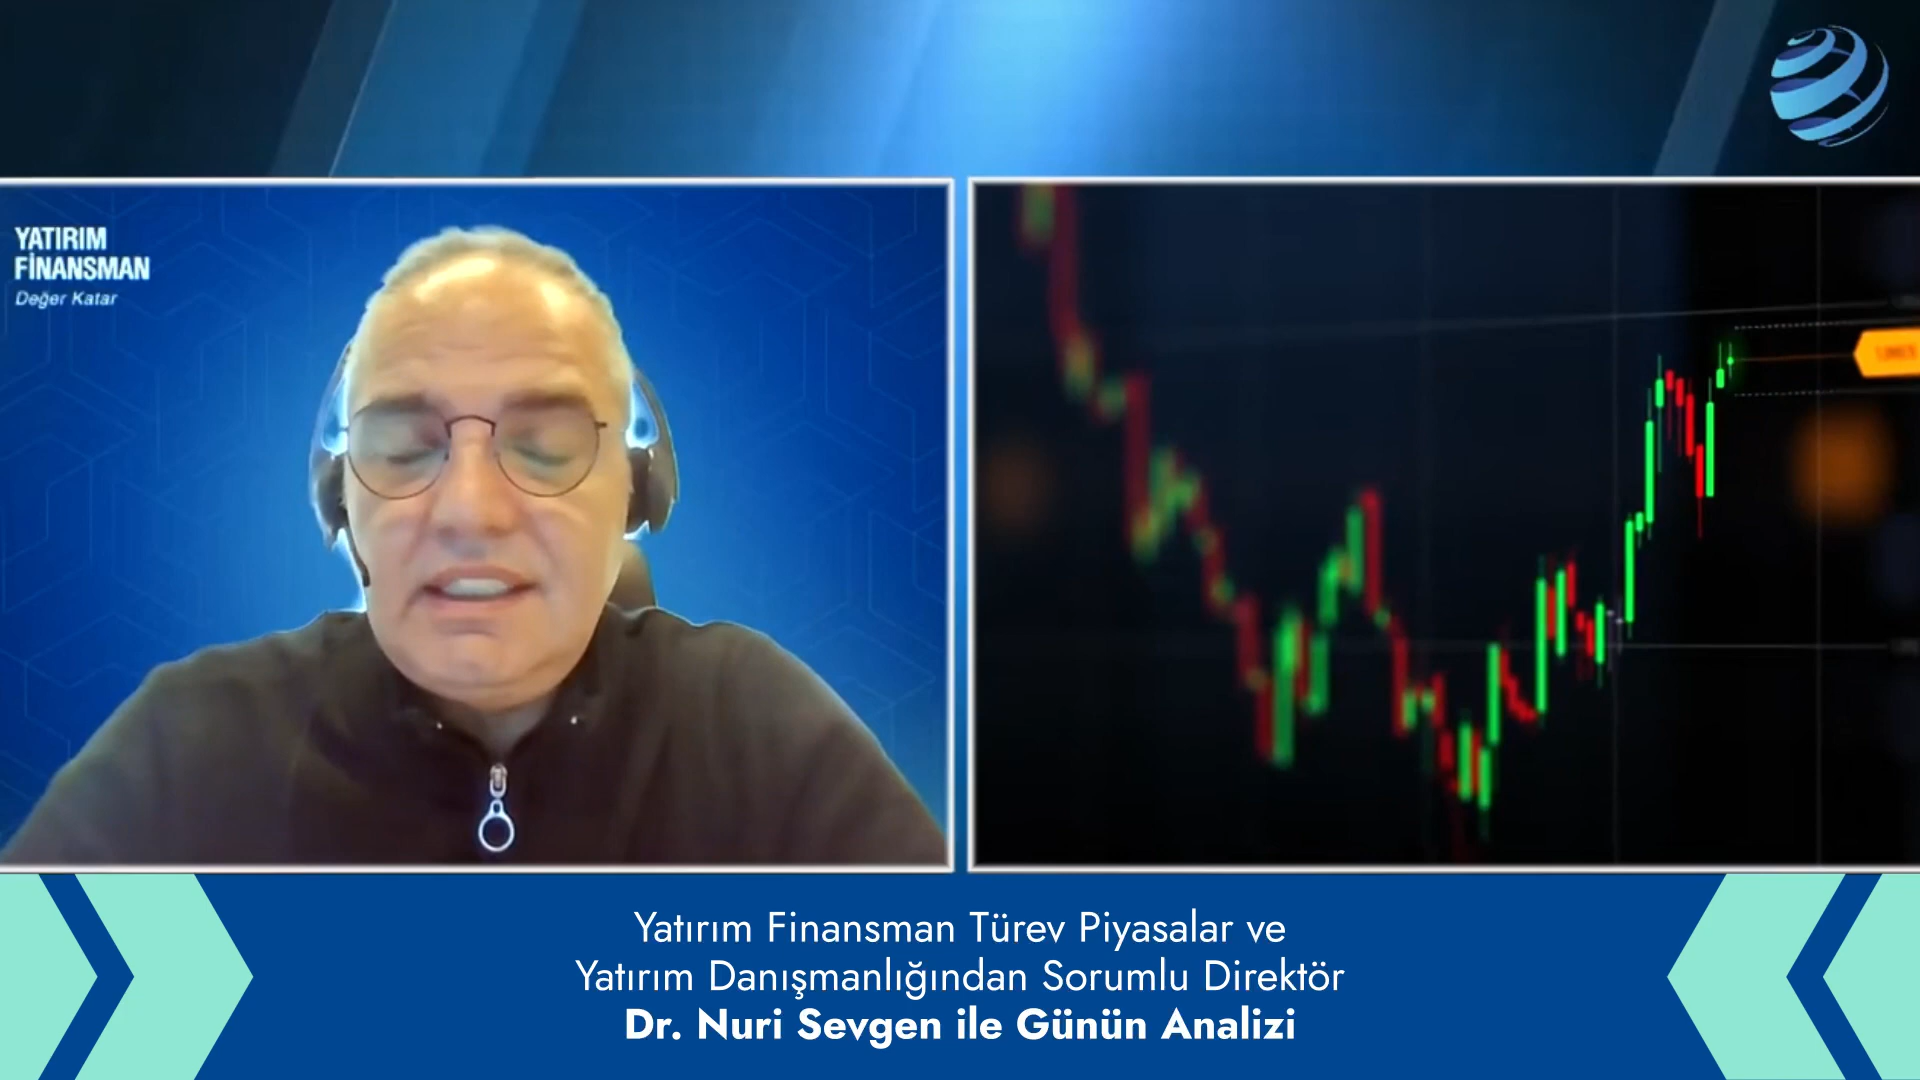 YATIRIM
FİNANSMAN
Değer Katar
Yatırım Finansman Türev Piyasalar ve
Yatırım Danışmanlığından Sorumlu Direktör
Dr. Nuri Sevgen ile Günün Analizi